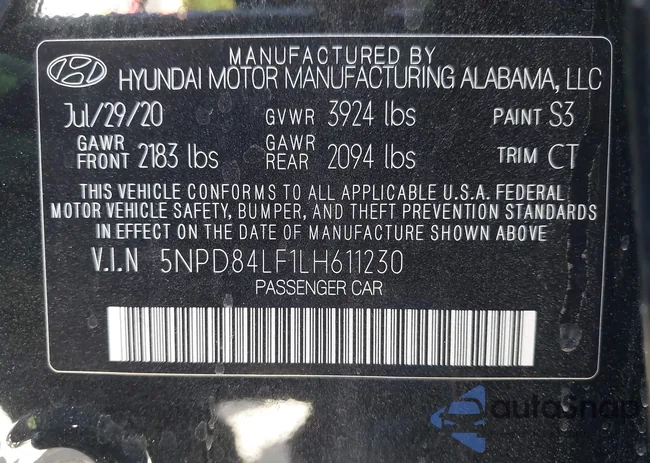 MANUFACTURED BY
HYUNDAI MOTOR MANUFACTURING ALABAMA, LLC
Jul/29/20 GVWR 3924 lbs PAINT S3
GAWR FRONT 2183 lbs GAWR REAR 2094 lbs TRIM CT
THIS VEHICLE CONFORMS TO ALL APPLICABLE U.S.A. FEDERAL
MOTOR VEHICLE SAFETY, BUMPER, AND THEFT PREVENTION STANDARDS
IN EFFECT ON THE DATE OF MANUFACTURE SHOWN ABOVE
V.I.N 5NPD84LF1LH611230
PASSENGER CAR
autoSnap